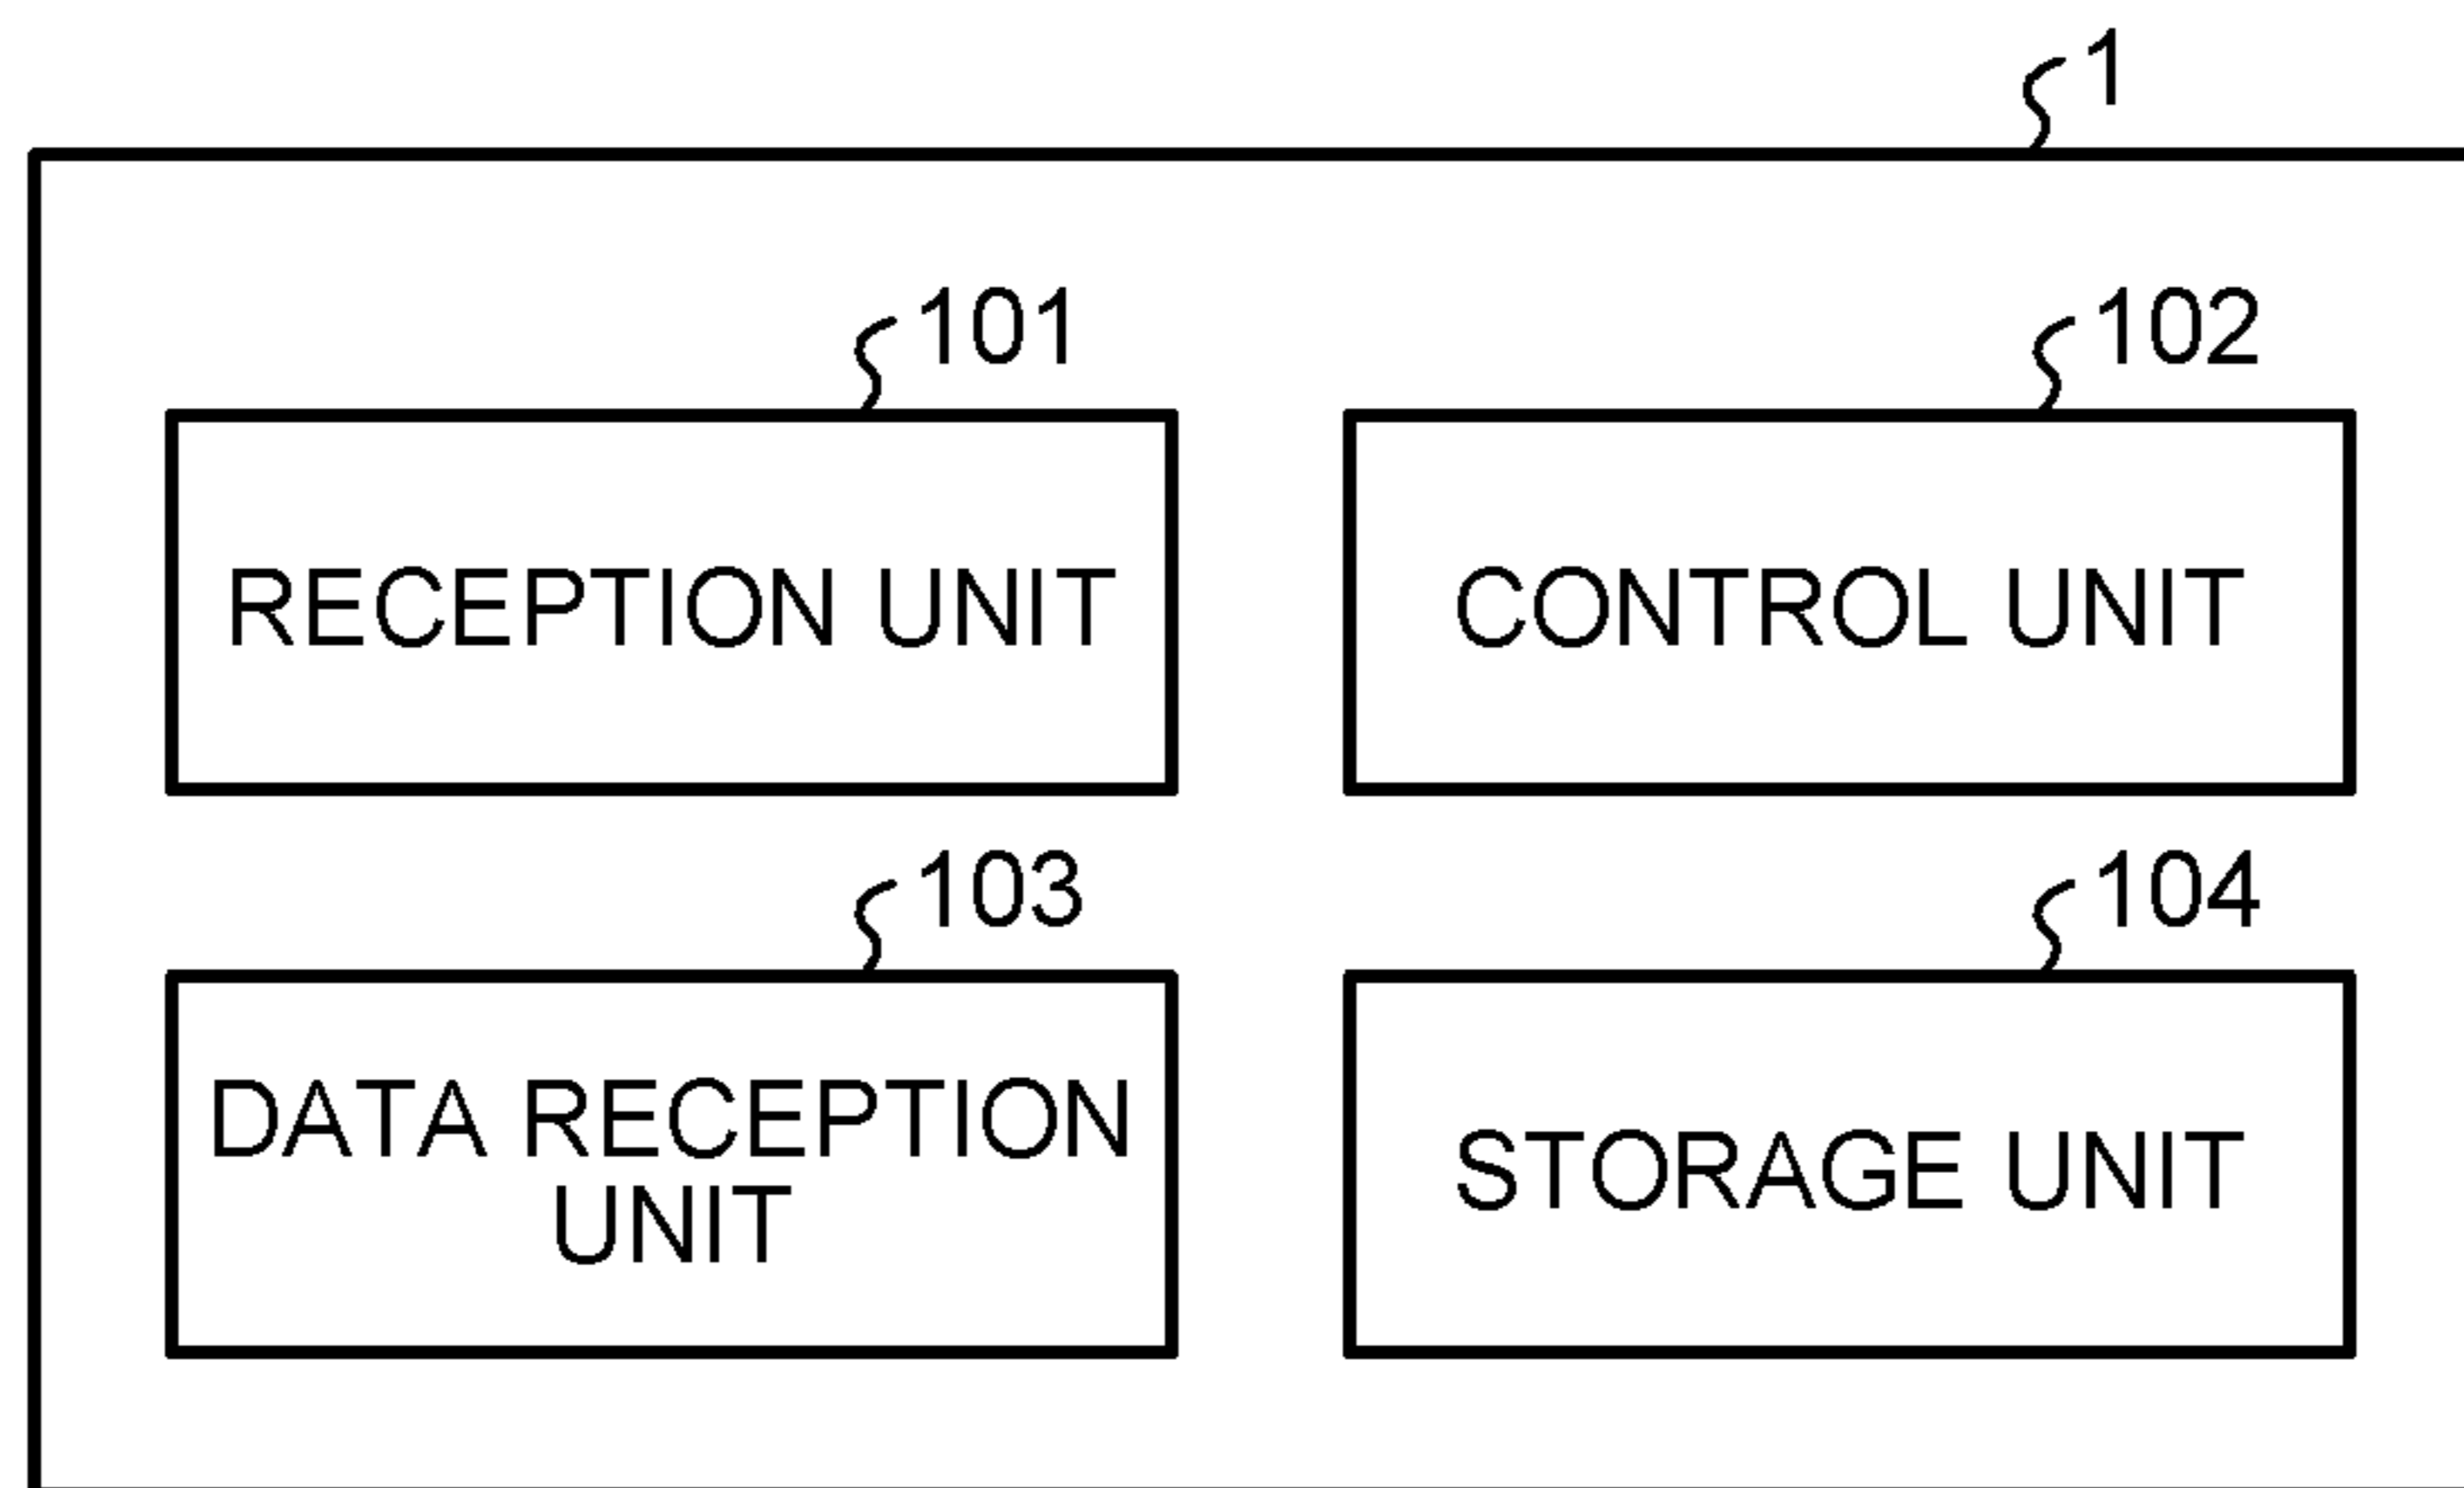 1
101
102
RECEPTION UNIT
CONTROL UNIT
103
104
DATA RECEPTION
UNIT
STORAGE UNIT